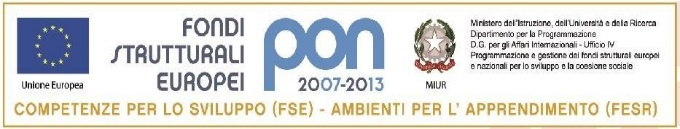 FONDI
STRUTTURALI
EUROPEI
pon
2007-2013
Unione Europea
MIUR
Ministero dell'Istruzione, dell'Università e della Ricerca
Dipartimento per la Programmazione
D.G. per gli Affari Internazionali - Ufficio IV
Programmazione e gestione dei fondi strutturali europei
e nazionali per lo sviluppo e la coesione sociale
COMPETENZE PER LO SVILUPPO (FSE) - AMBIENTI PER L' APPRENDIMENTO (FESR)